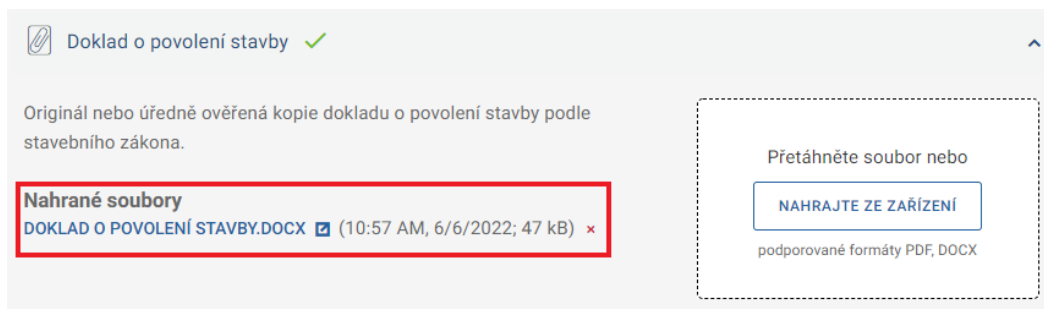 Doklad o povolení stavby
Originál nebo úředně ověřená kopie dokladu o povolení stavby podle
stavebního zákona.
Nahrané soubory
DOKLAD O POVOLENÍ STAVBY.DOCX (10:57 AM, 6/6/2022; 47 kB) ×
Přetáhněte soubor nebo
NAHRAJTE ZE ZAŘÍZENÍ
podporované formáty PDF, DOCX